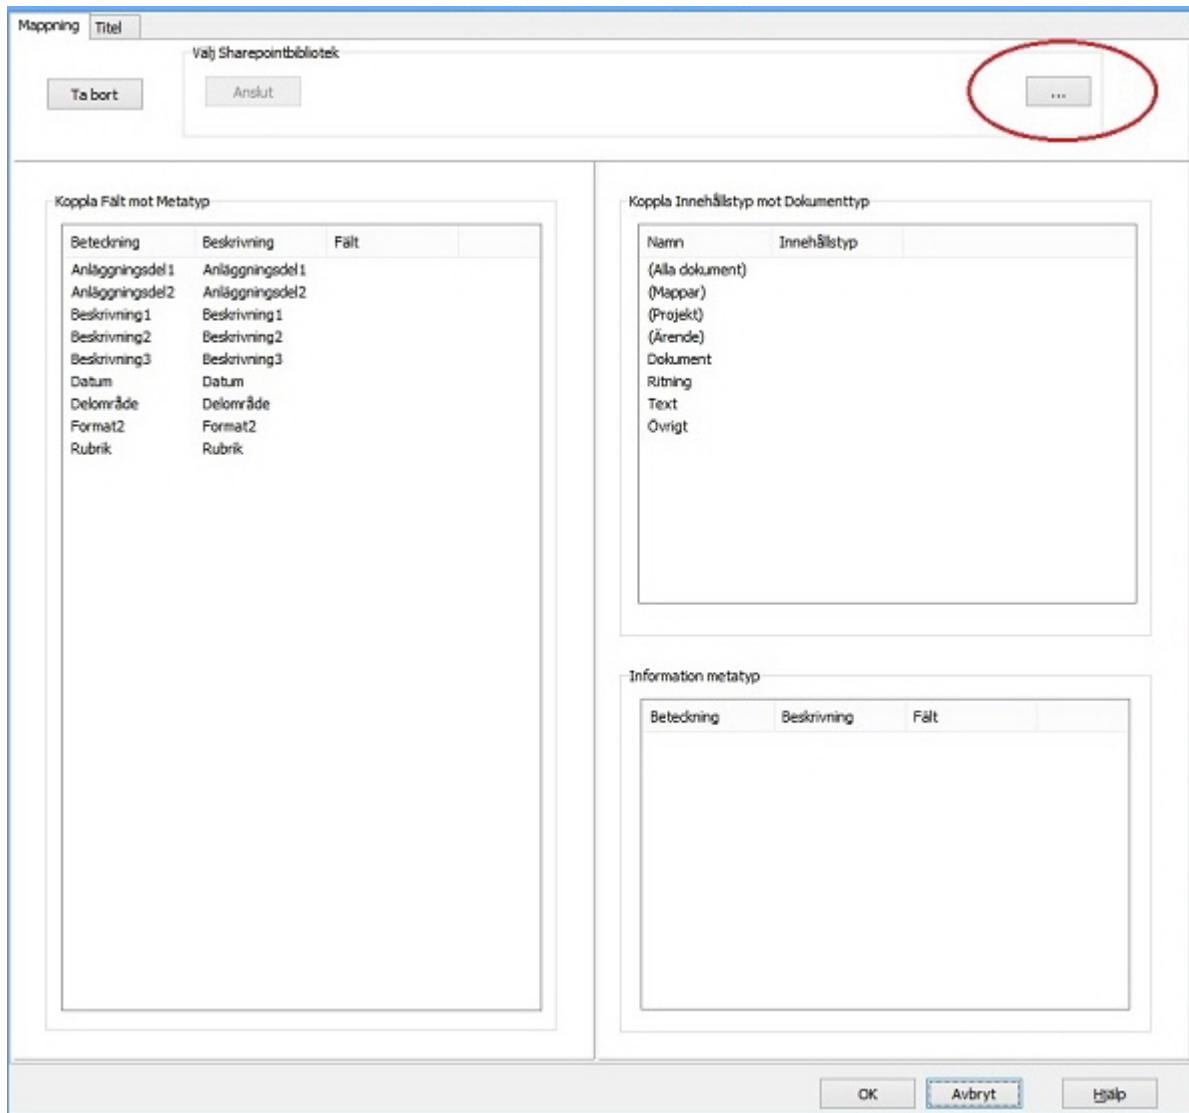 Mappning Titel
Välj Sharepointbibliotek
Ta bort Anslut ...
Koppla Fält mot Metatyp
Beteckning Beskrivning Fält
Anläggningsdel1 Anläggningsdel1
Anläggningsdel2 Anläggningsdel2
Beskrivning1 Beskrivning1
Beskrivning2 Beskrivning2
Beskrivning3 Beskrivning3
Datum Datum
Delområde Delområde
Format2 Format2
Rubrik Rubrik
Koppla Innehållstyp mot Dokumenttyp
Namn Innehållstyp
(Alla dokument)
(Mappar)
(Projekt)
(Ärende)
Dokument
Ritning
Text
Övrigt
Information metatyp
Beteckning Beskrivning Fält
OK Avbryt Hjälp